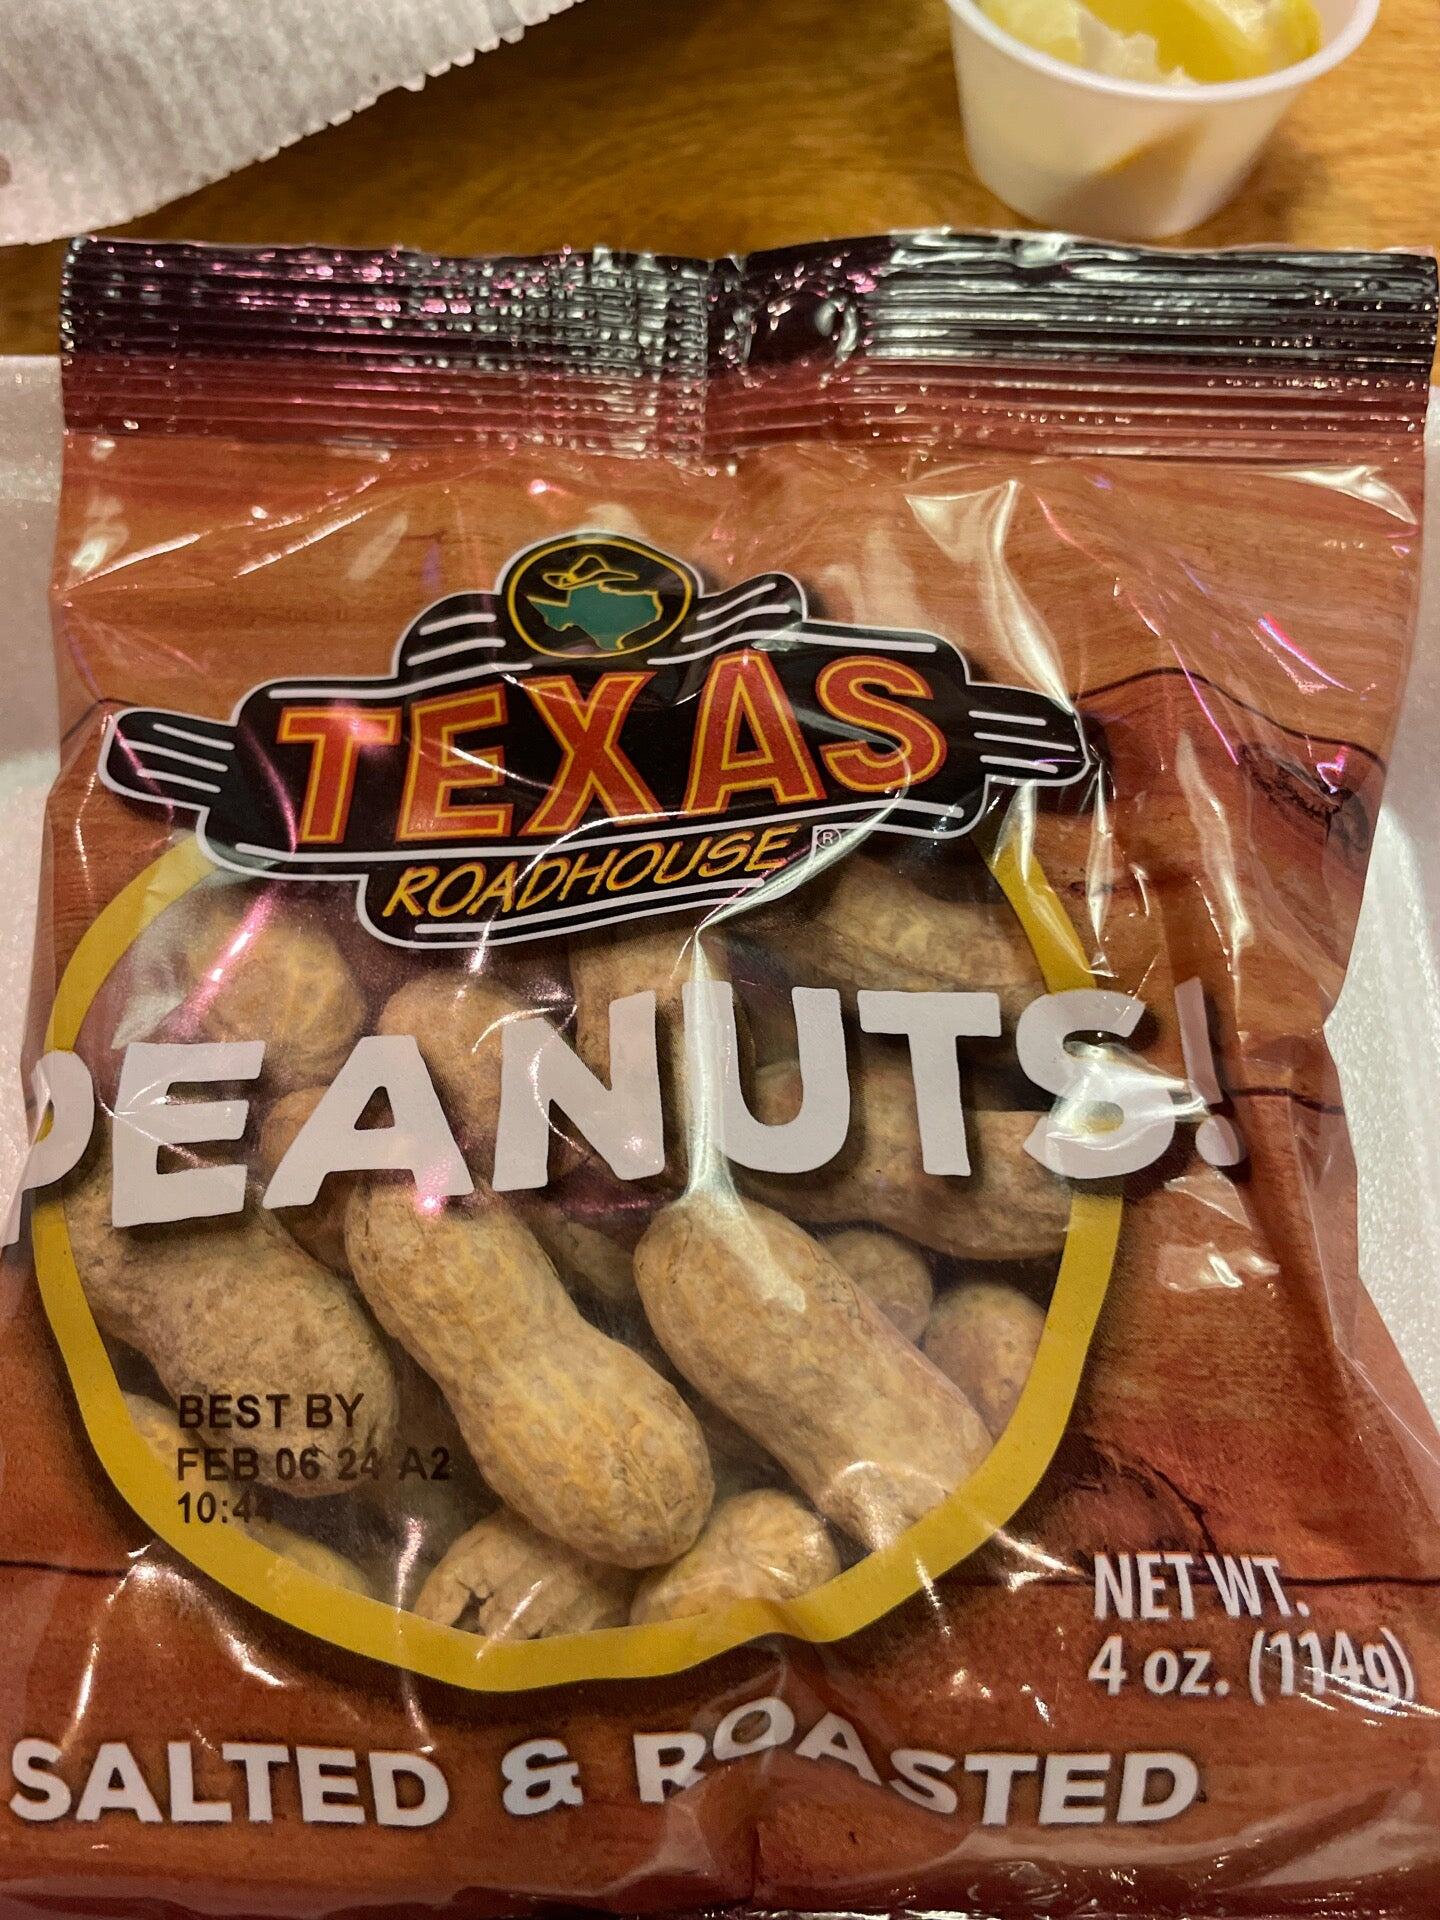 TEXAS
ROADHOUSE®
PEANUTS!
BEST BY
FEB 06 24 A2
10:44
NET WT.
4 oz. (114g)
SALTED & ROASTED